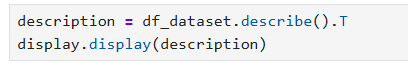 description = df_dataset.describe().T
display.display(description)